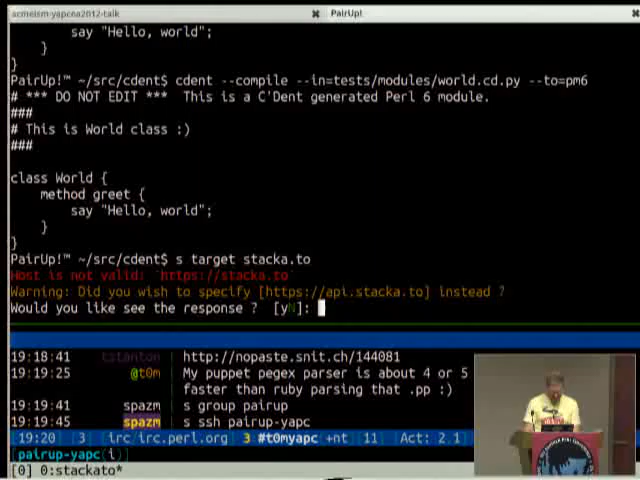 acmeism-yapcna2012-talk
PairUp!
say "Hello, world";
}
}
PairUp!™ ~/src/cdent $ cdent --compile --in=tests/modules/world.cd.py --to=pm6
# *** DO NOT EDIT ***  This is a C'Dent generated Perl 6 module.
###
# This is World class :)
###
class World {
method greet {
say "Hello, world";
}
}
PairUp!™ ~/src/cdent $ s target stacka.to
Host is not valid: `https://stacka.to`
Warning: Did you wish to specify [https://api.stacka.to] instead ?
Would you like see the response ?  [yN]:
19:18:41 tstanton | http://nopaste.snit.ch/144081
19:19:25 @t0m | My puppet pegex parser is about 4 or 5
faster than ruby parsing that .pp :)
19:19:41 spazm | s group pairup
19:19:45 spazm | s ssh pairup-yapc
19:20 | 3 | irc/irc.perl.org | 3 #t0myapc +nt | 11 | Act: 2.1
[pairup-yapc(i)
[0] 0:stackato*